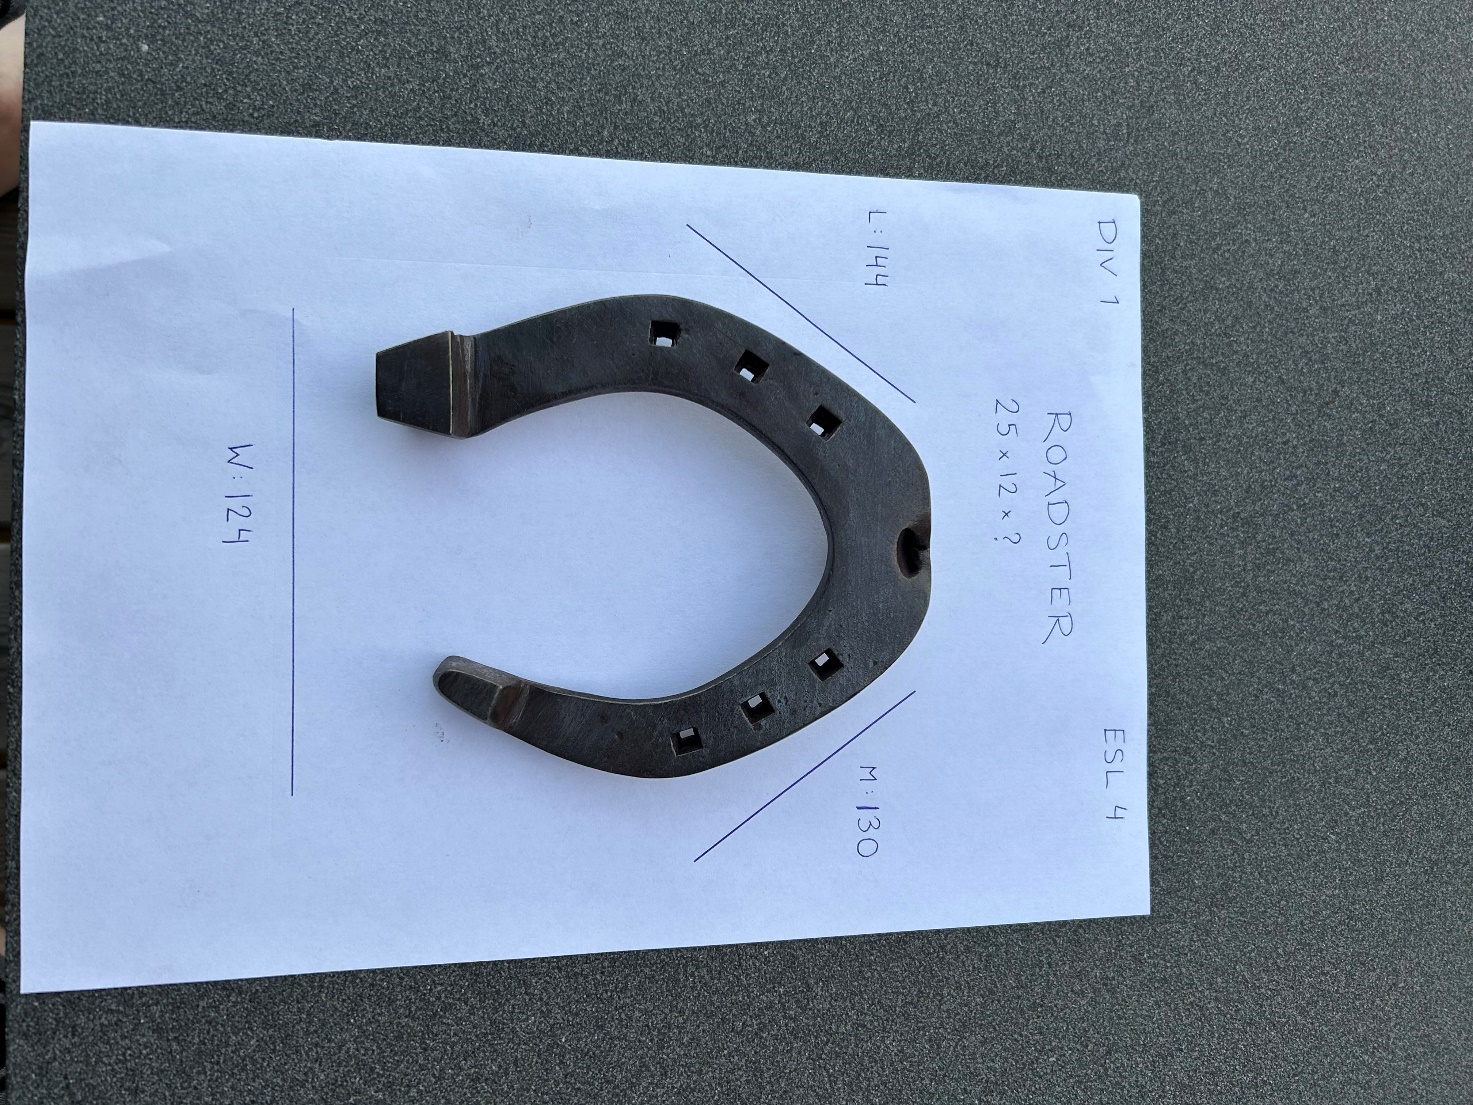 DIV 1
ESL 4
ROADSTER
25 x 12 x ?
L: 144
M: 130
W: 124